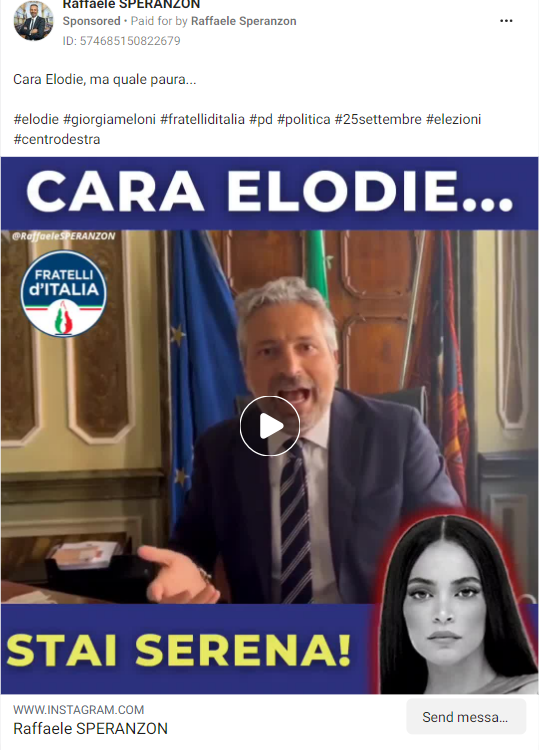 Raffaele SPERANZON
Sponsored • Paid for by Raffaele Speranzon
ID: 574685150822679
Cara Elodie, ma quale paura...
#elodie #giorgiameloni #fratelliditalia #pd #politica #25settembre #elezioni
#centrodestra
CARA ELODIE...
@RaffaeleSPERANZON
FRATELLI
d'ITALIA
STAI SERENA!
WWW.INSTAGRAM.COM
Raffaele SPERANZON
Send messa...